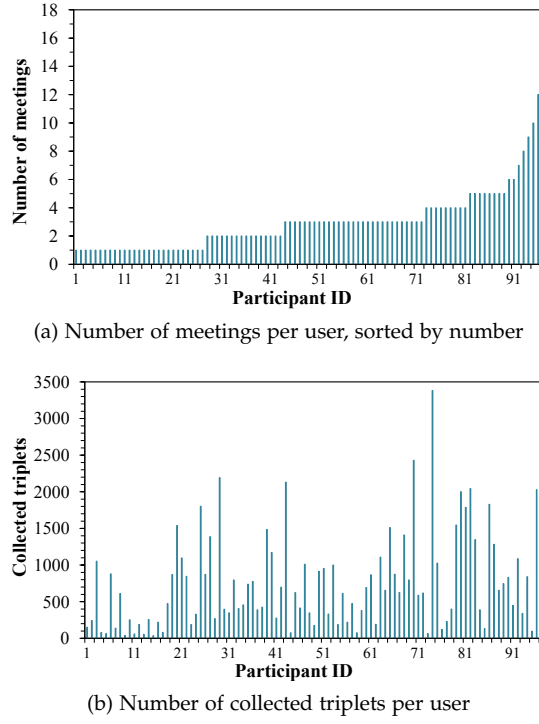 18
16
14
12
10
8
6
4
2
0
Number of meetings
1 11 21 31 41 51 61 71 81 91
Participant ID
(a) Number of meetings per user, sorted by number
3500
3000
2500
2000
1500
1000
500
0
Collected triplets
1 11 21 31 41 51 61 71 81 91
Participant ID
(b) Number of collected triplets per user